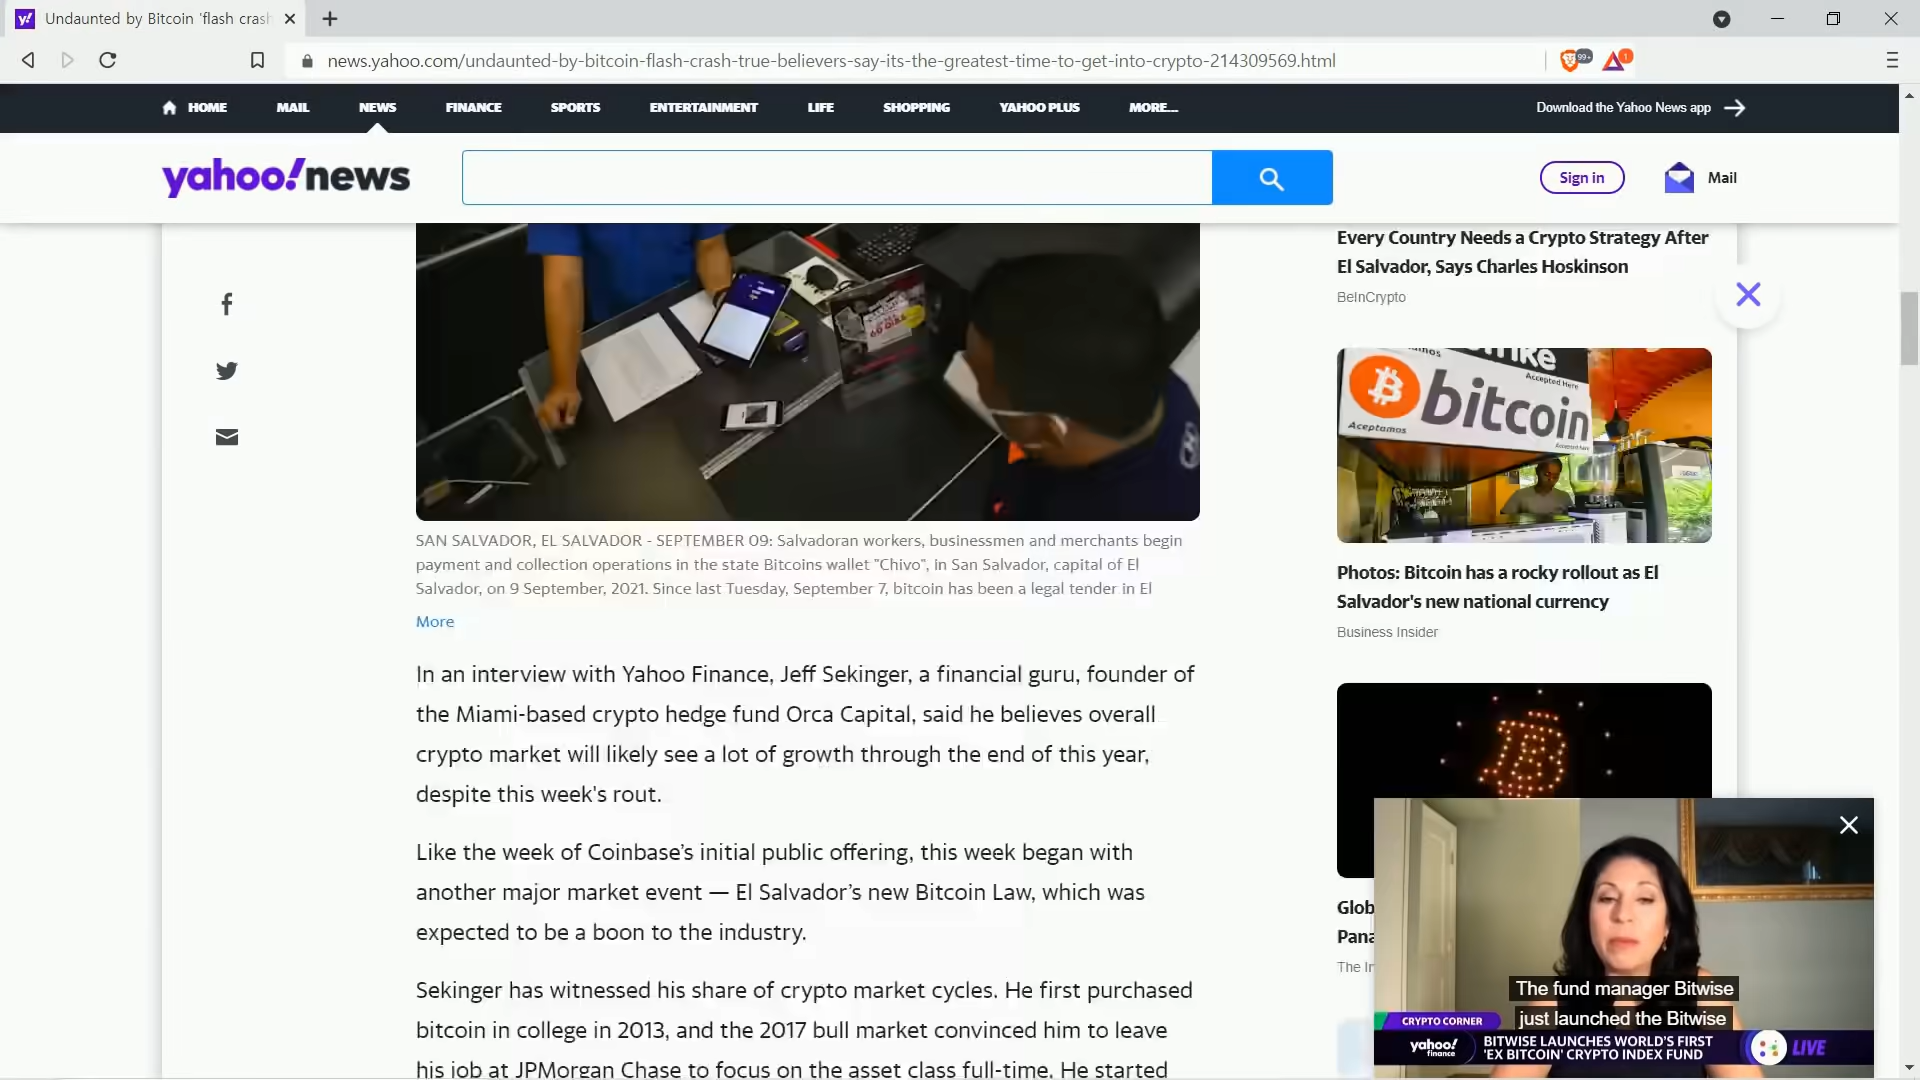 Undaunted by Bitcoin 'flash crash
news.yahoo.com/undaunted-by-bitcoin-flash-crash-true-believers-say-its-the-greatest-time-to-get-into-crypto-214309569.html
99+
1
HOME
MAIL
NEWS
FINANCE
SPORTS
ENTERTAINMENT
LIFE
SHOPPING
YAHOO PLUS
MORE...
Download the Yahoo News app
yahoo!news
Sign in
Mail
SAN SALVADOR, EL SALVADOR - SEPTEMBER 09: Salvadoran workers, businessmen and merchants begin
payment and collection operations in the state Bitcoins wallet "Chivo", in San Salvador, capital of El
Salvador, on 9 September, 2021. Since last Tuesday, September 7, bitcoin has been a legal tender in El
More
In an interview with Yahoo Finance, Jeff Sekinger, a financial guru, founder of
the Miami-based crypto hedge fund Orca Capital, said he believes overall
crypto market will likely see a lot of growth through the end of this year,
despite this week's rout.
Like the week of Coinbase's initial public offering, this week began with
another major market event — El Salvador's new Bitcoin Law, which was
expected to be a boon to the industry.
Sekinger has witnessed his share of crypto market cycles. He first purchased
bitcoin in college in 2013, and the 2017 bull market convinced him to leave
his job at JPMorgan Chase to focus on the asset class full-time. He started
Every Country Needs a Crypto Strategy After
El Salvador, Says Charles Hoskinson
BeInCrypto
Accepted Here
bitcoin
Aceptamos
Accepted here
Photos: Bitcoin has a rocky rollout as El
Salvador's new national currency
Business Insider
Glob
Pana
The In
The fund manager Bitwise
just launched the Bitwise
CRYPTO CORNER
yahoo!
finance
BITWISE LAUNCHES WORLD'S FIRST
'EX BITCOIN' CRYPTO INDEX FUND
LIVE